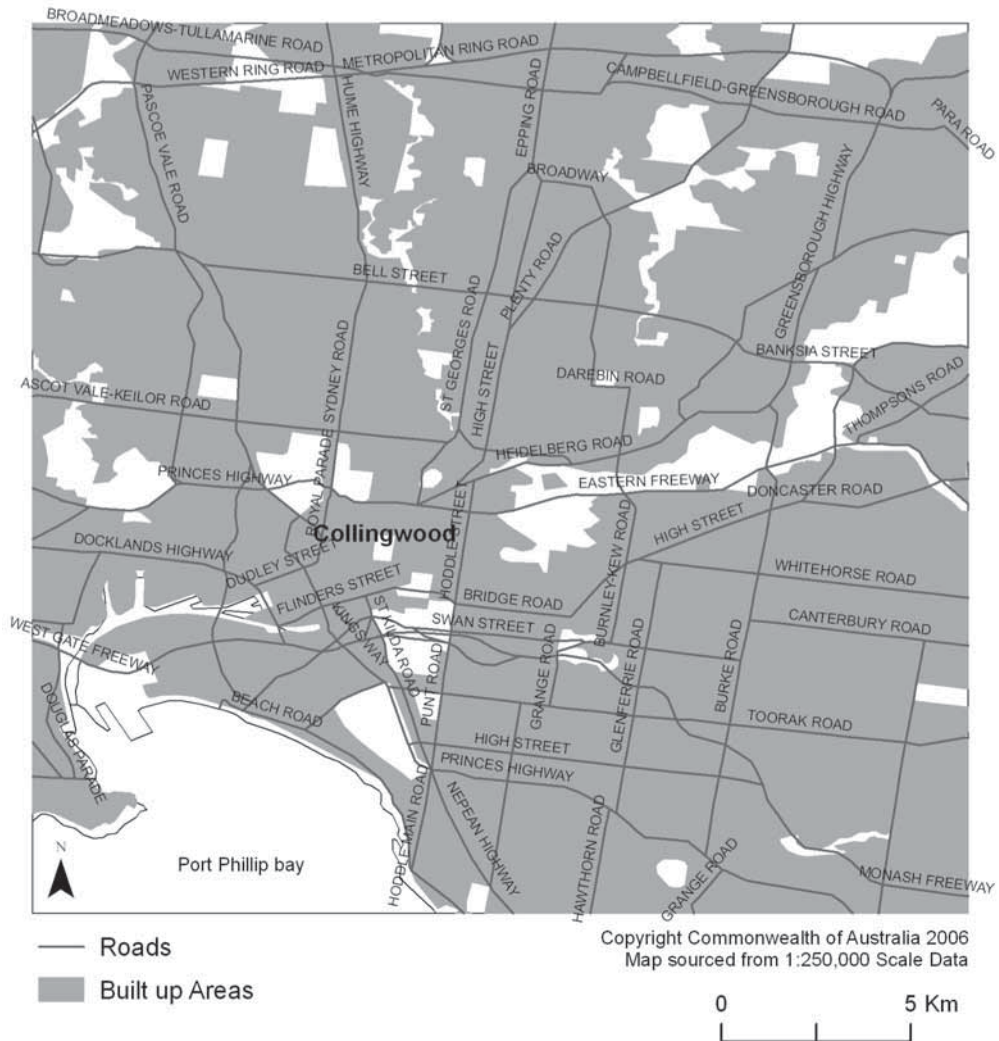 BROADMEADOWS-TULLAMARINE ROAD
METROPOLITAN RING ROAD
WESTERN RING ROAD
CAMPBELLFIELD-GREENSBOROUGH ROAD
PARA ROAD
PASCOE VALE ROAD
HUME HIGHWAY
EPPING ROAD
BROADWAY
GREENSBOROUGH HIGHWAY
BELL STREET
PLENTY ROAD
ST GEORGES ROAD
HIGH STREET
BANKSIA STREET
DAREBIN ROAD
THOMPSONS ROAD
ASCOT VALE-KEILOR ROAD
ROYAL PARADE SYDNEY ROAD
HEIDELBERG ROAD
PRINCES HIGHWAY
EASTERN FREEWAY
DONCASTER ROAD
HIGH STREET
Collingwood
HODDLE STREET
DOCKLANDS HIGHWAY
DUDLEY STREET
BURNLEY-KEW ROAD
WHITEHORSE ROAD
FLINDERS STREET
BRIDGE ROAD
CANTERBURY ROAD
KINGS WAY
ST KILDA ROAD
SWAN STREET
WEST GATE FREEWAY
PUNT ROAD
GRANGE ROAD
GLENFERRIE ROAD
BURKE ROAD
DOUGLAS PARADE
BEACH ROAD
TOORAK ROAD
HIGH STREET
PRINCES HIGHWAY
HODDLE MAIN ROAD
NEPEAN HIGHWAY
HAWTHORN ROAD
GRANGE ROAD
MONASH FREEWAY
N
Port Phillip bay
Roads
Built up Areas
Copyright Commonwealth of Australia 2006
Map sourced from 1:250,000 Scale Data
0 5 Km